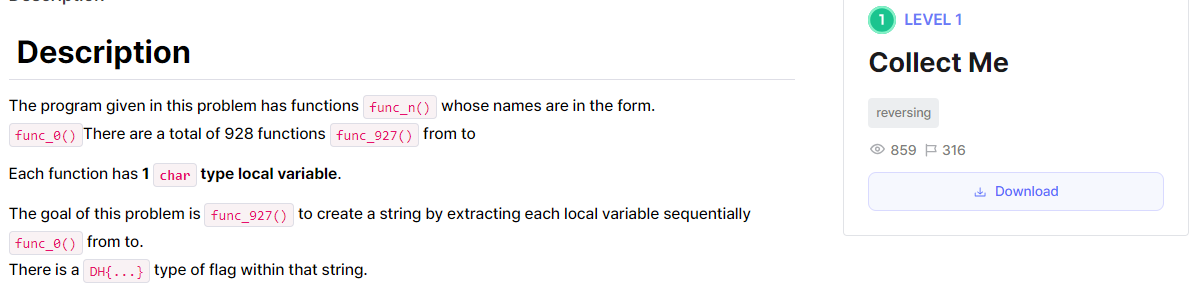 Description
Description
The program given in this problem has functions func_n() whose names are in the form.
func_0() There are a total of 928 functions func_927() from to
Each function has 1 char type local variable.
The goal of this problem is func_927() to create a string by extracting each local variable sequentially
func_0() from to.
There is a DH{...} type of flag within that string.
1 LEVEL 1
Collect Me
reversing
859 316
Download